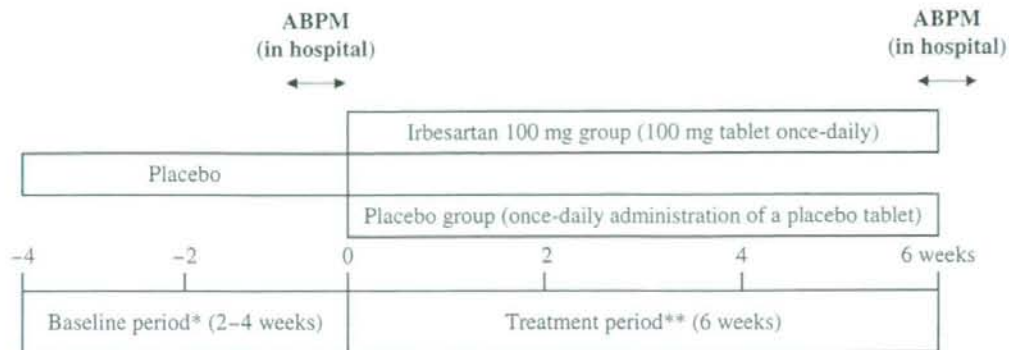 ABPM
(in hospital)
ABPM
(in hospital)
Irbesartan 100 mg group (100 mg tablet once-daily)
Placebo
Placebo group (once-daily administration of a placebo tablet)
−4
−2
0
2
4
6 weeks
Baseline period* (2–4 weeks)
Treatment period** (6 weeks)